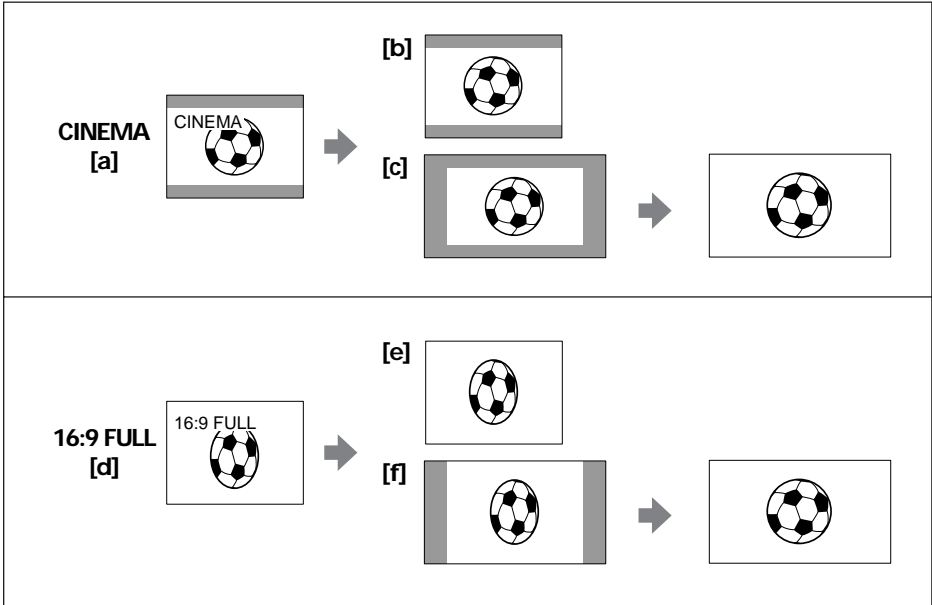 CINEMA
[a]
CINEMA
[b]
[c]
16:9 FULL
[d]
16:9 FULL
[e]
[f]